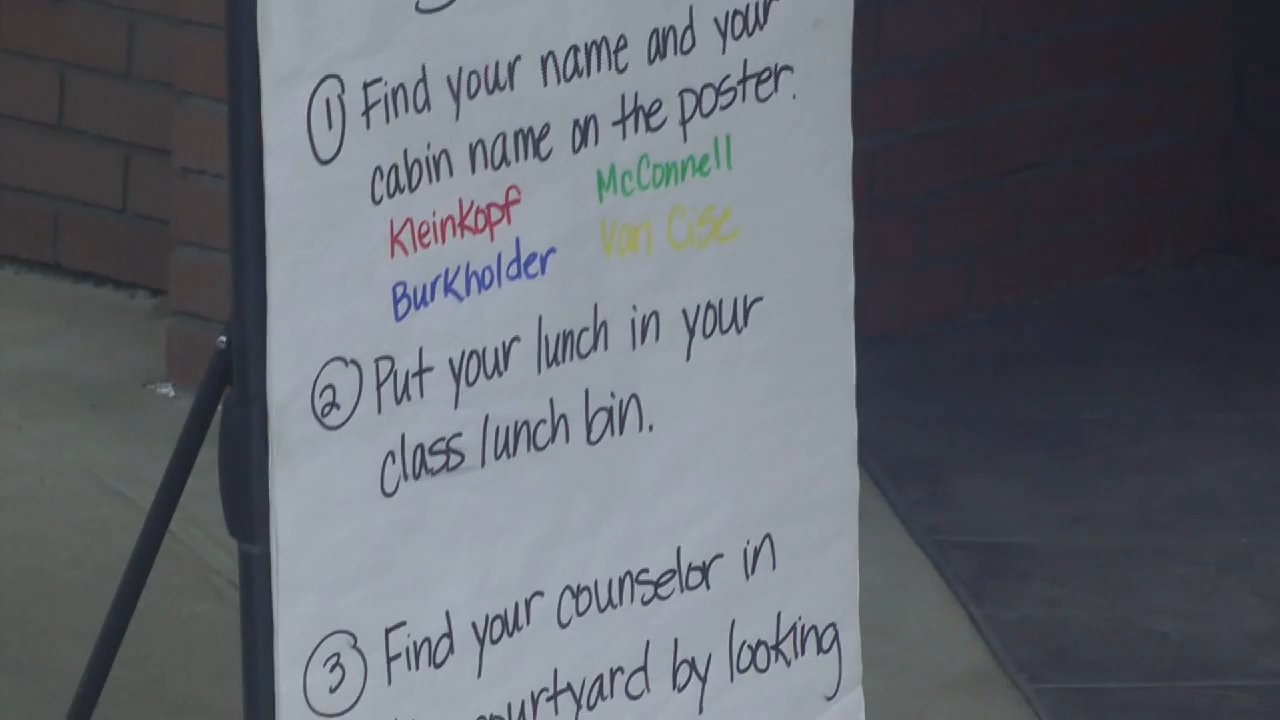 ① Find your name and your
cabin name on the poster.
Kleinkopf McConnell
Burkholder Van Cise
② Put your lunch in your
class lunch bin.
③ Find your counselor in
courtyard by looking